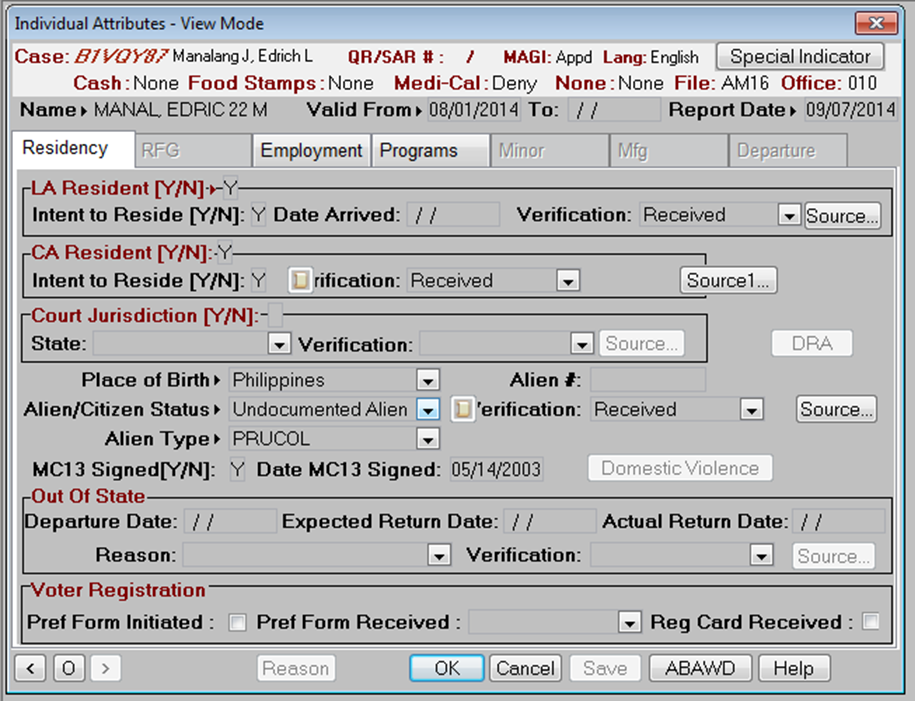 Individual Attributes - View Mode
Case: B1VQY87 Manalang J, Edrich L QR/SAR # : / MAGI: Appd Lang: English Special Indicator
Cash: None Food Stamps: None Medi-Cal: Deny None: None File: AM16 Office: 010
Name MANAL, EDRIC 22 M Valid From 08/01/2014 To: / / Report Date 09/07/2014
Residency RFG Employment Programs Minor Mfg Departure
LA Resident [Y/N] Y
Intent to Reside [Y/N]: Y Date Arrived: / / Verification: Received Source...
CA Resident [Y/N]: Y
Intent to Reside [Y/N]: Y rification: Received Source1...
Court Jurisdiction [Y/N]:
State: Verification: Source... DRA
Place of Birth Philippines Alien #:
Alien/Citizen Status Undocumented Alien erification: Received Source...
Alien Type PRUCOL
MC13 Signed[Y/N]: Y Date MC13 Signed: 05/14/2003 Domestic Violence
Out Of State
Departure Date: / / Expected Return Date: / / Actual Return Date: / /
Reason: Verification: Source...
Voter Registration
Pref Form Initiated : Pref Form Received : Reg Card Received :
< O > Reason OK Cancel Save ABAWD Help